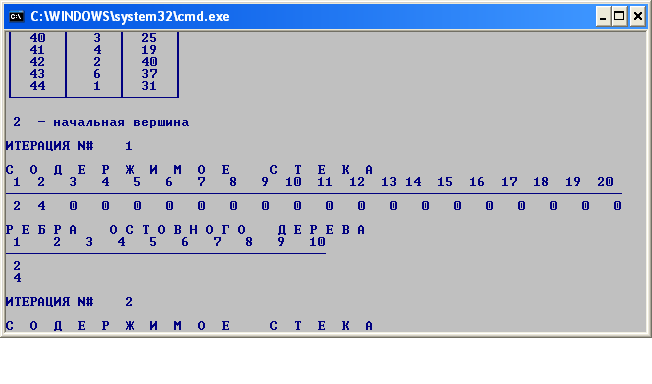 C:\WINDOWS\system32\cmd.exe
40 3 25
41 4 19
42 2 40
43 6 37
44 1 31
2 - начальная вершина
ИТЕРАЦИЯ N# 1
С О Д Е Р Ж И М О Е С Т Е К А
1 2 3 4 5 6 7 8 9 10 11 12 13 14 15 16 17 18 19 20
2 4 0 0 0 0 0 0 0 0 0 0 0 0 0 0 0 0 0 0
Р Е Б Р А О С Т О В Н О Г О Д Е Р Е В А
1 2 3 4 5 6 7 8 9 10
2
4
ИТЕРАЦИЯ N# 2
С О Д Е Р Ж И М О Е С Т Е К А